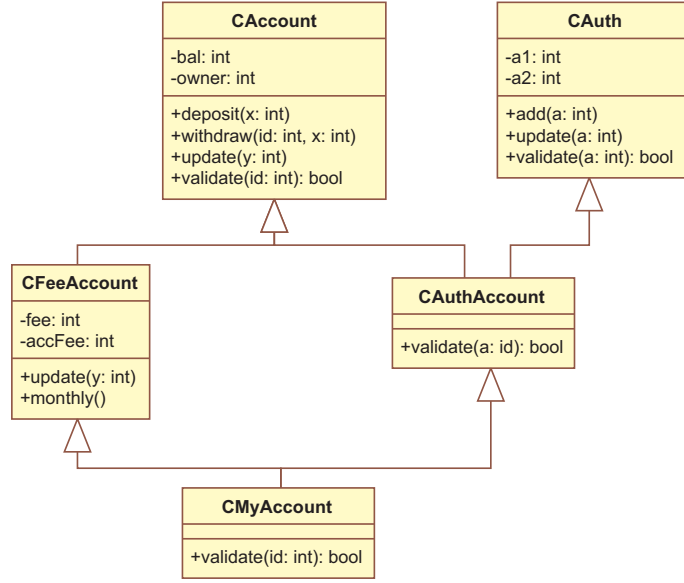 CAccount
-bal: int
-owner: int
+deposit(x: int)
+withdraw(id: int, x: int)
+update(y: int)
+validate(id: int): bool
CAuth
-a1: int
-a2: int
+add(a: int)
+update(a: int)
+validate(a: int): bool
CFeeAccount
-fee: int
-accFee: int
+update(y: int)
+monthly()
CAuthAccount
+validate(a: id): bool
CMyAccount
+validate(id: int): bool